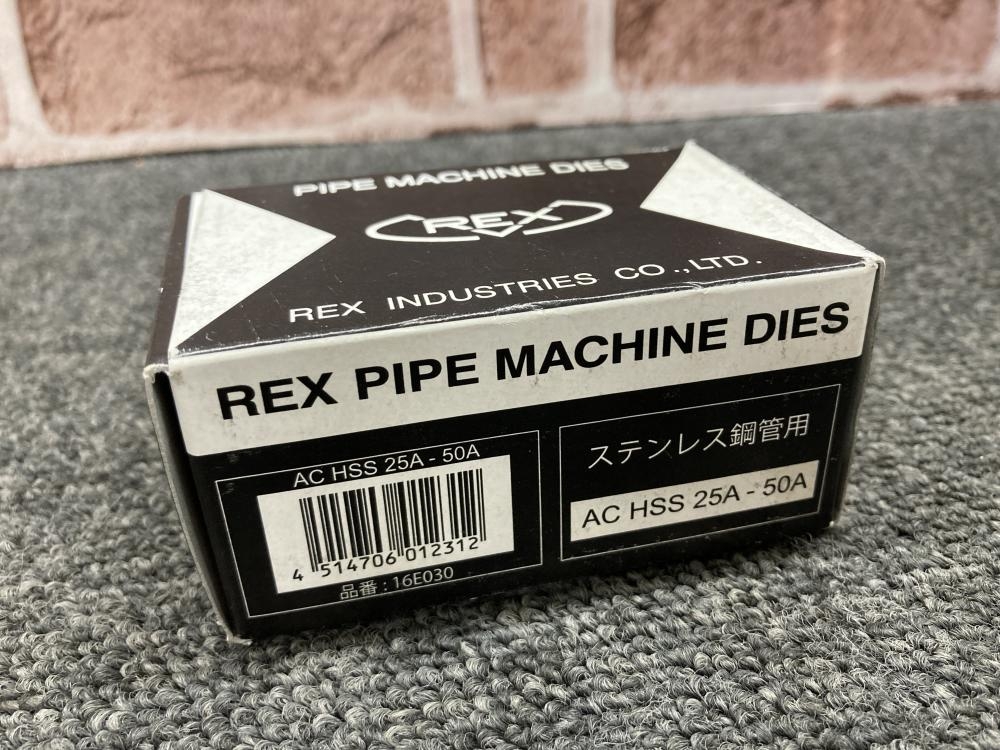 PIPE MACHINE DIES
REX
REX INDUSTRIES CO.,LTD.
REX PIPE MACHINE DIES
AC HSS 25A - 50A
4 514706 012312
品番：16E030
ステンレス鋼管用
AC HSS 25A - 50A